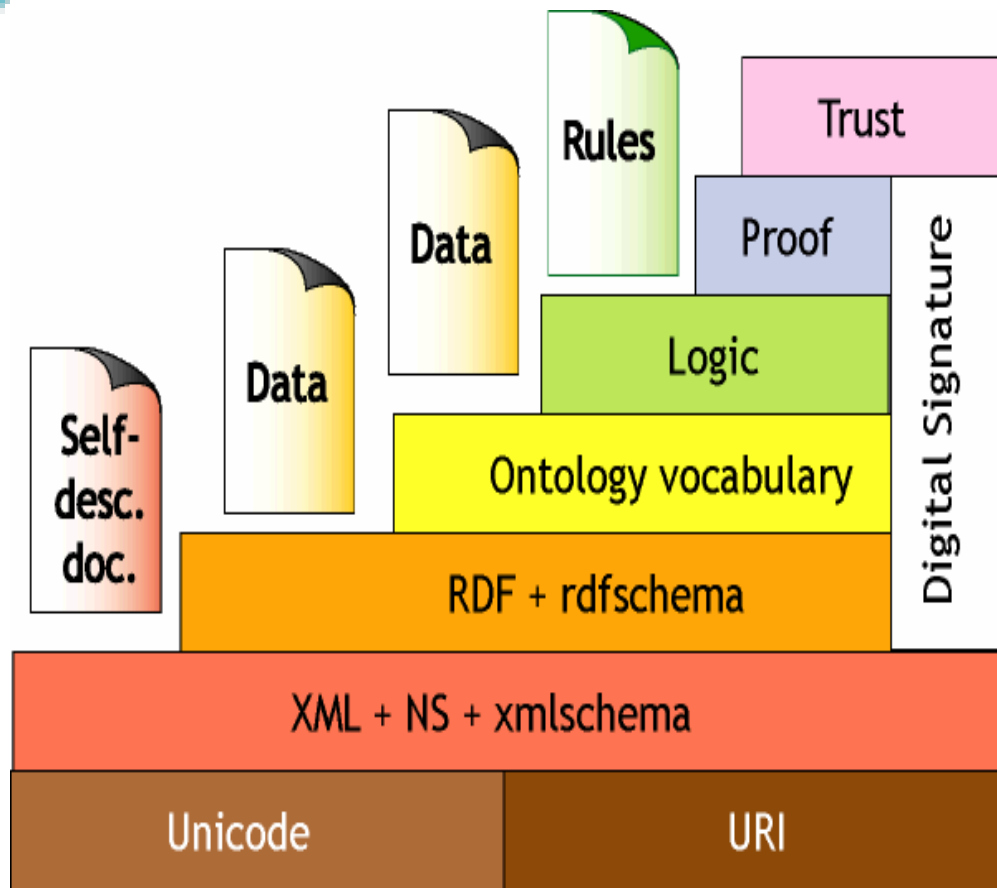 Rules
Trust
Data
Proof
Data
Logic
Self-
desc.
doc.
Ontology vocabulary
Digital Signature
RDF + rdfschema
XML + NS + xmlschema
Unicode
URI